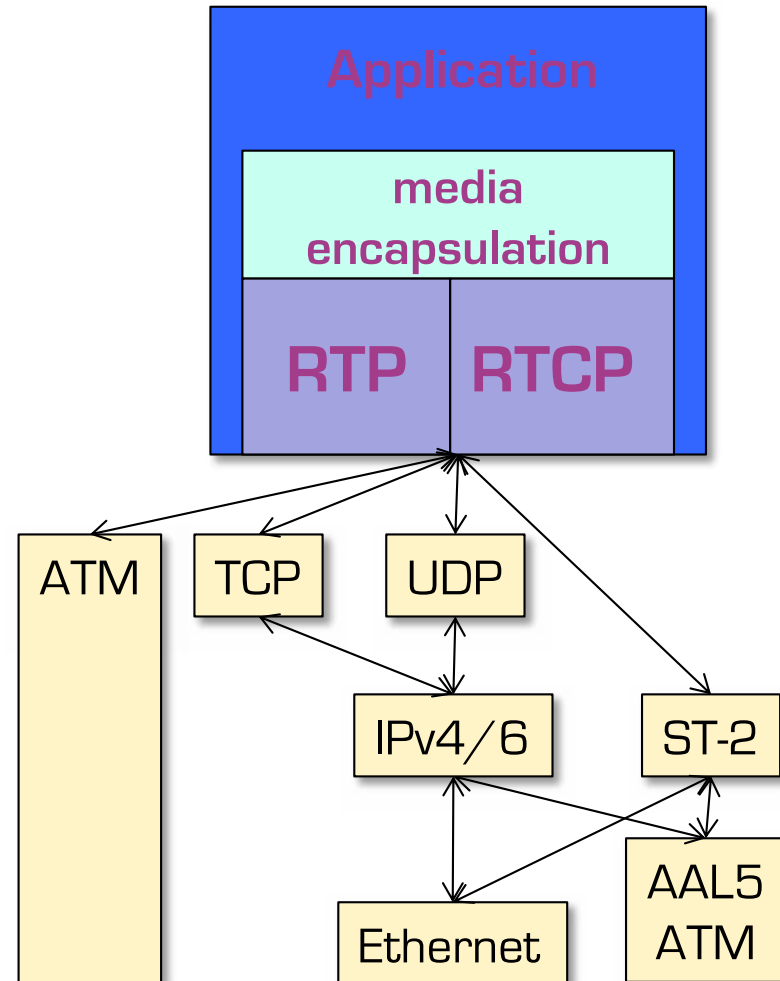 Application
media
encapsulation
RTP RTCP
ATM TCP UDP
IPv4/6 ST-2
AAL5
ATM
Ethernet